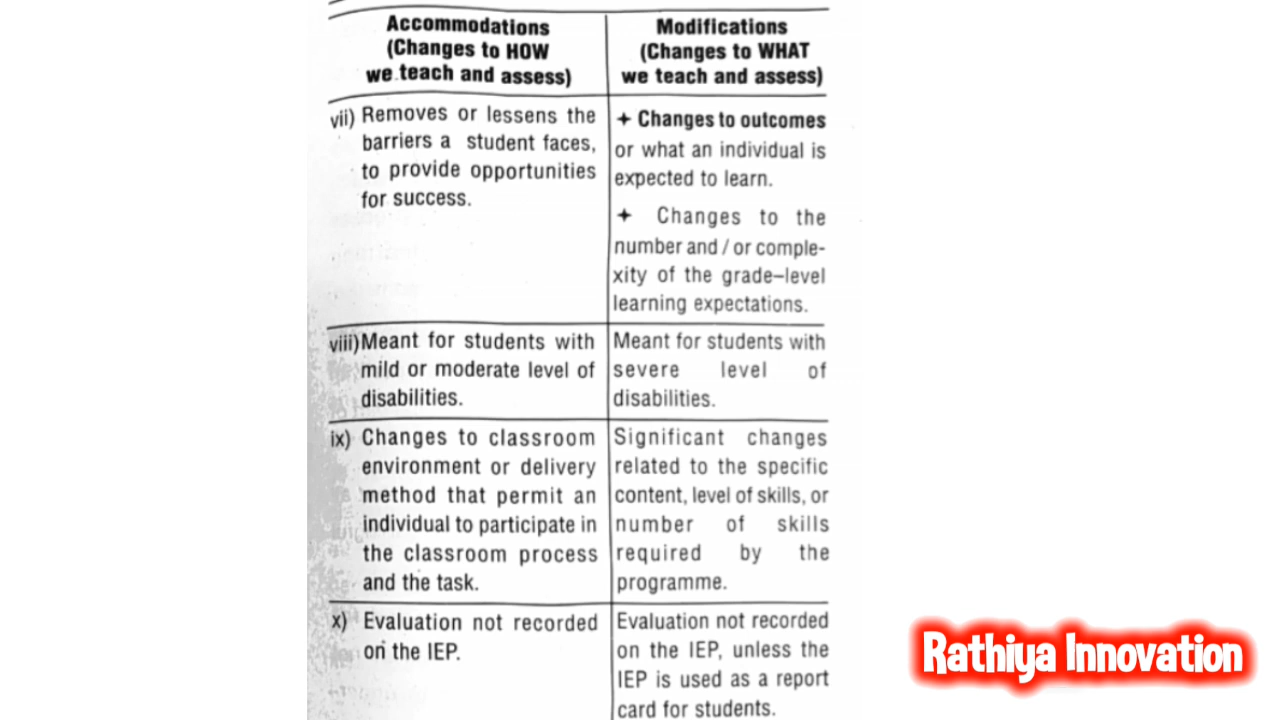 Accommodations
(Changes to HOW
we teach and assess)
Modifications
(Changes to WHAT
we teach and assess)
vii) Removes or lessens the
barriers a student faces,
to provide opportunities
for success.
+ Changes to outcomes
or what an individual is
expected to learn.
+ Changes to the
number and / or comple-
xity of the grade–level
learning expectations.
viii) Meant for students with
mild or moderate level of
disabilities.
Meant for students with
severe level of
disabilities.
ix) Changes to classroom
environment or delivery
method that permit an
individual to participate in
the classroom process
and the task.
Significant changes
related to the specific
content, level of skills, or
number of skills
required by the
programme.
x) Evaluation not recorded
on the IEP.
Evaluation not recorded
on the IEP, unless the
IEP is used as a report
card for students.
Rathiya Innovation